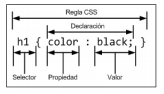 Regla CSS
Declaración
h1 { color : black; }
Selector Propiedad Valor